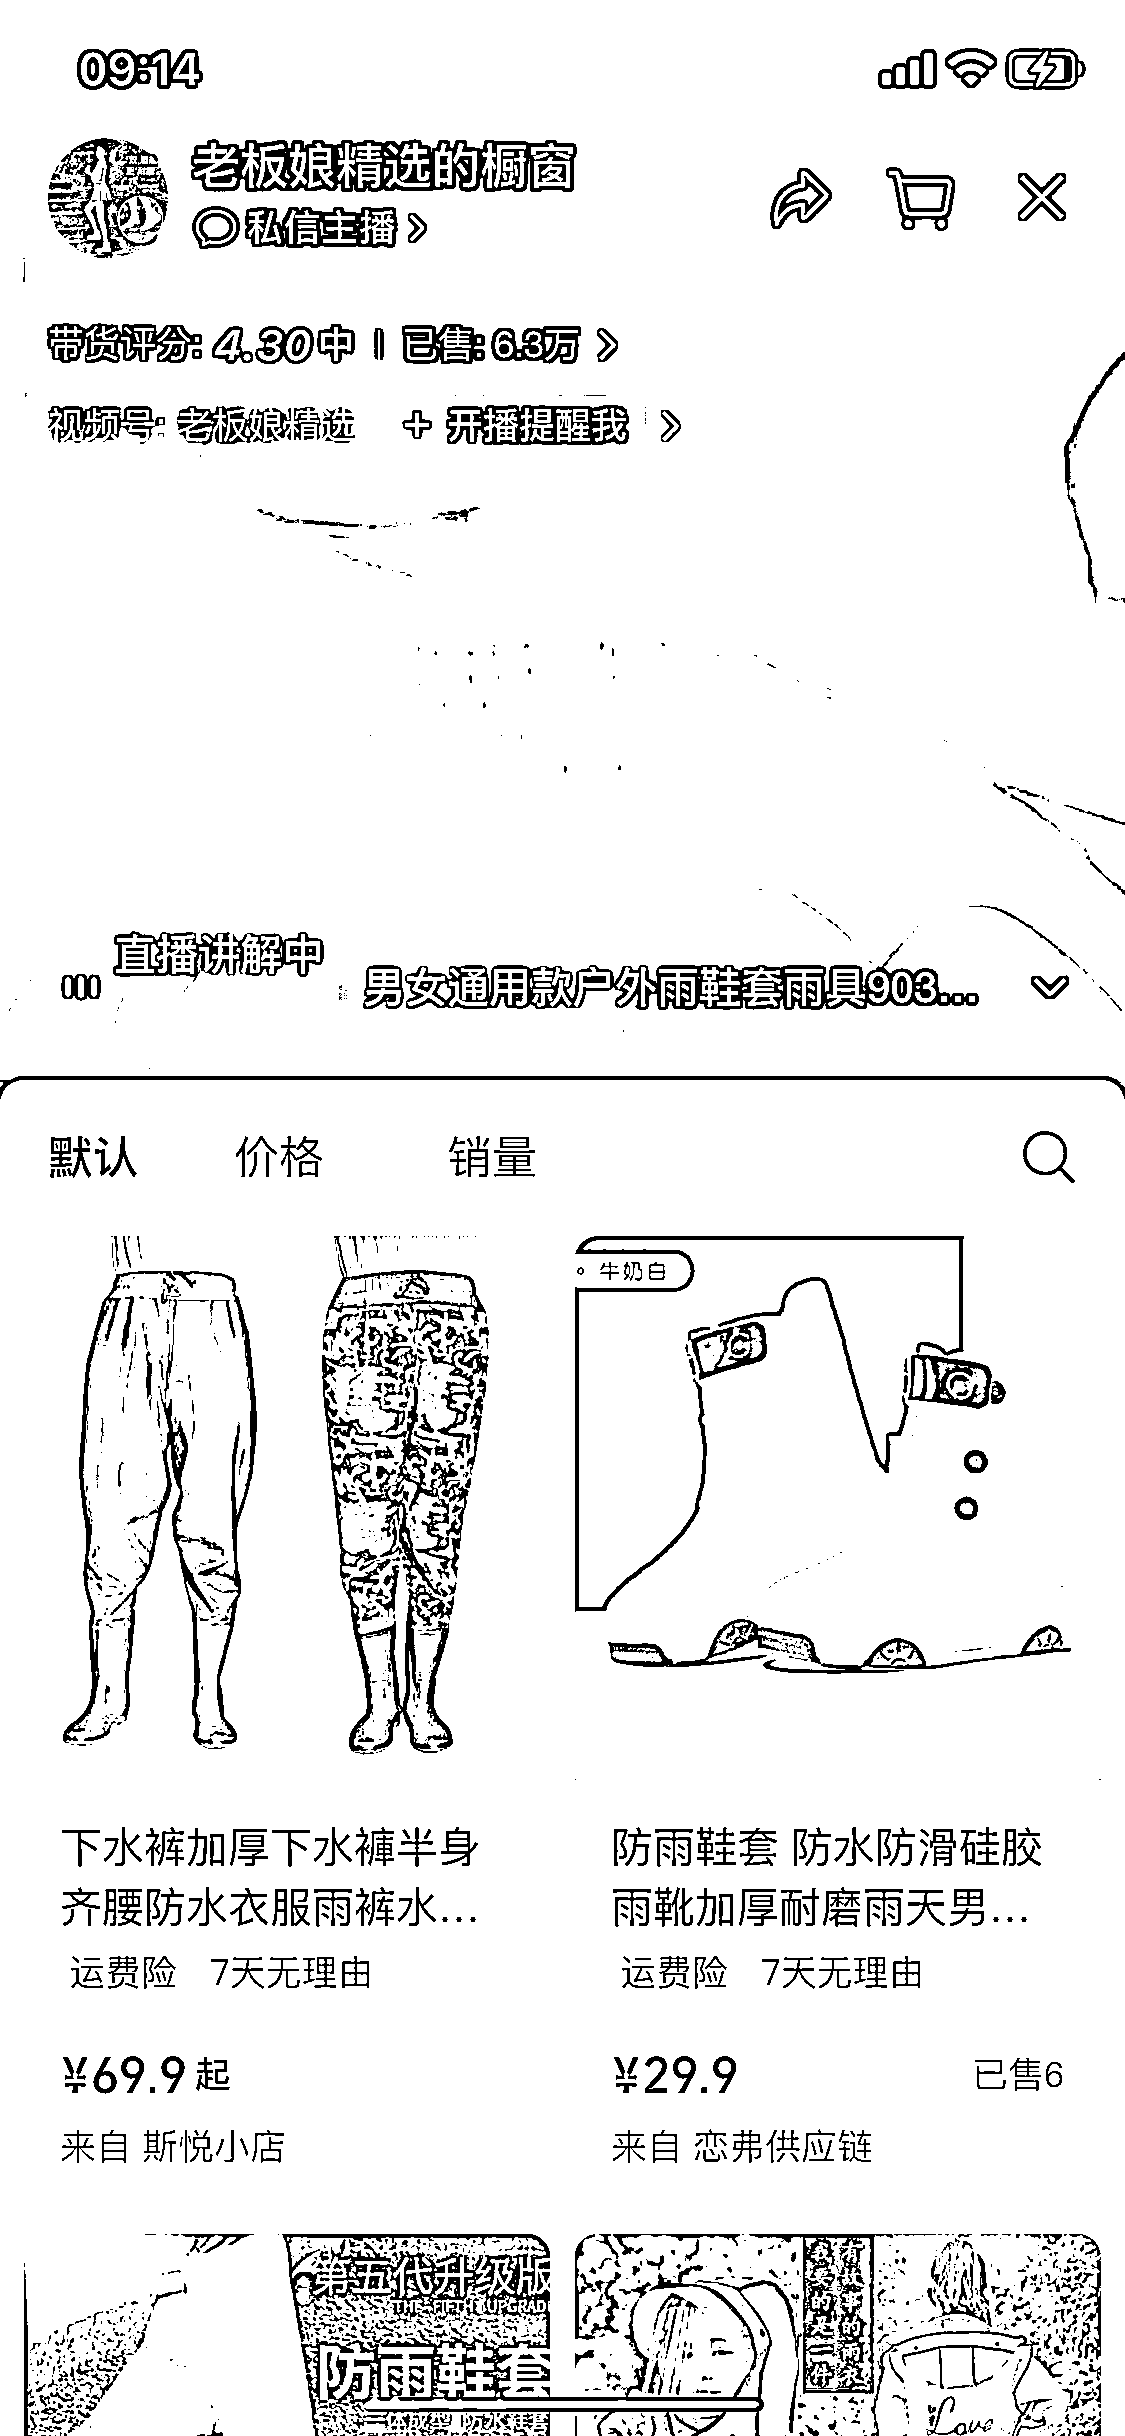 09:14
老板娘精选的橱窗
私信主播
带货评分: 4.30 中 | 已售: 6.3万
视频号: 老板娘精选 + 开播提醒我
直播讲解中
男女通用款户外雨鞋套雨具903...
默认 价格 销量
牛奶白
下水裤加厚下水褲半身
齐腰防水衣服雨裤水...
运费险 7天无理由
¥69.9 起
来自 斯悦小店
防雨鞋套 防水防滑硅胶
雨靴加厚耐磨雨天男...
运费险 7天无理由
¥29.9 已售6
来自 恋弗供应链
第五代升级版
THE FIFTH UPGRAD
防雨鞋套
Love